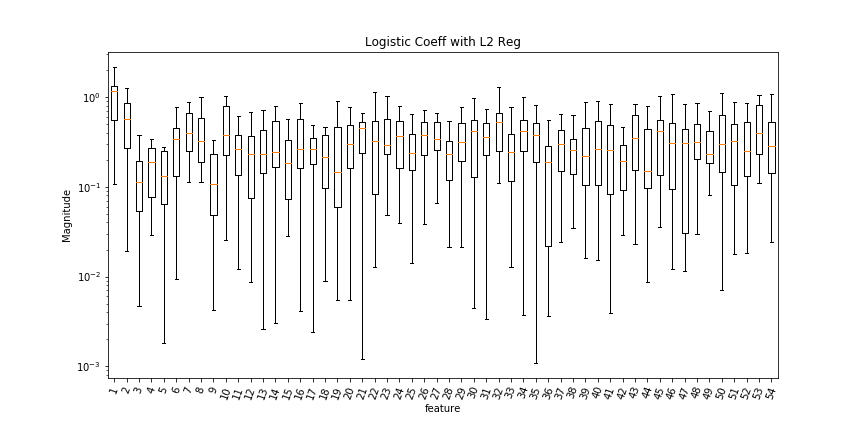 Logistic Coeff with L2 Reg
Magnitude
10⁰
10⁻¹
10⁻²
10⁻³
1 2 3 4 5 6 7 8 9 10 11 12 13 14 15 16 17 18 19 20 21 22 23 24 25 26 27 28 29 30 31 32 33 34 35 36 37 38 39 40 41 42 43 44 45 46 47 48 49 50 51 52 53 54
feature